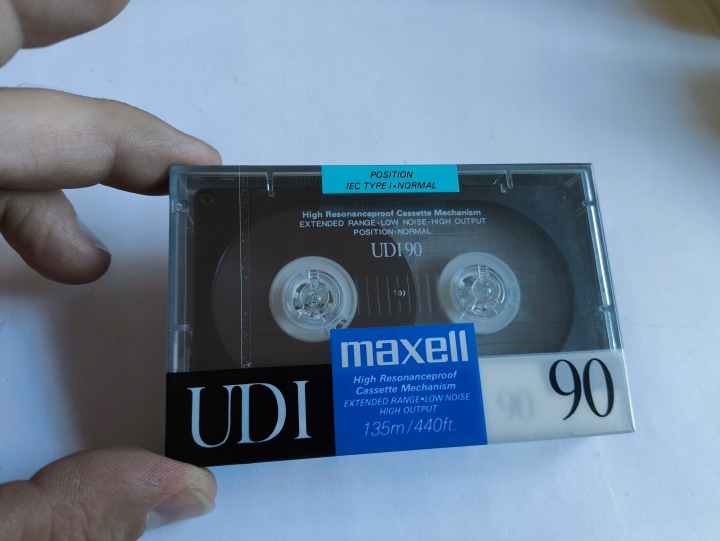 POSITION
IEC TYPE I•NORMAL
High Resonanceproof Cassette Mechanism
EXTENDED RANGE•LOW NOISE•HIGH OUTPUT
POSITION•NORMAL
UDI 90
maxell
High Resonanceproof
Cassette Mechanism
EXTENDED RANGE•LOW NOISE
HIGH OUTPUT
135m/440ft.
UDI
90
90